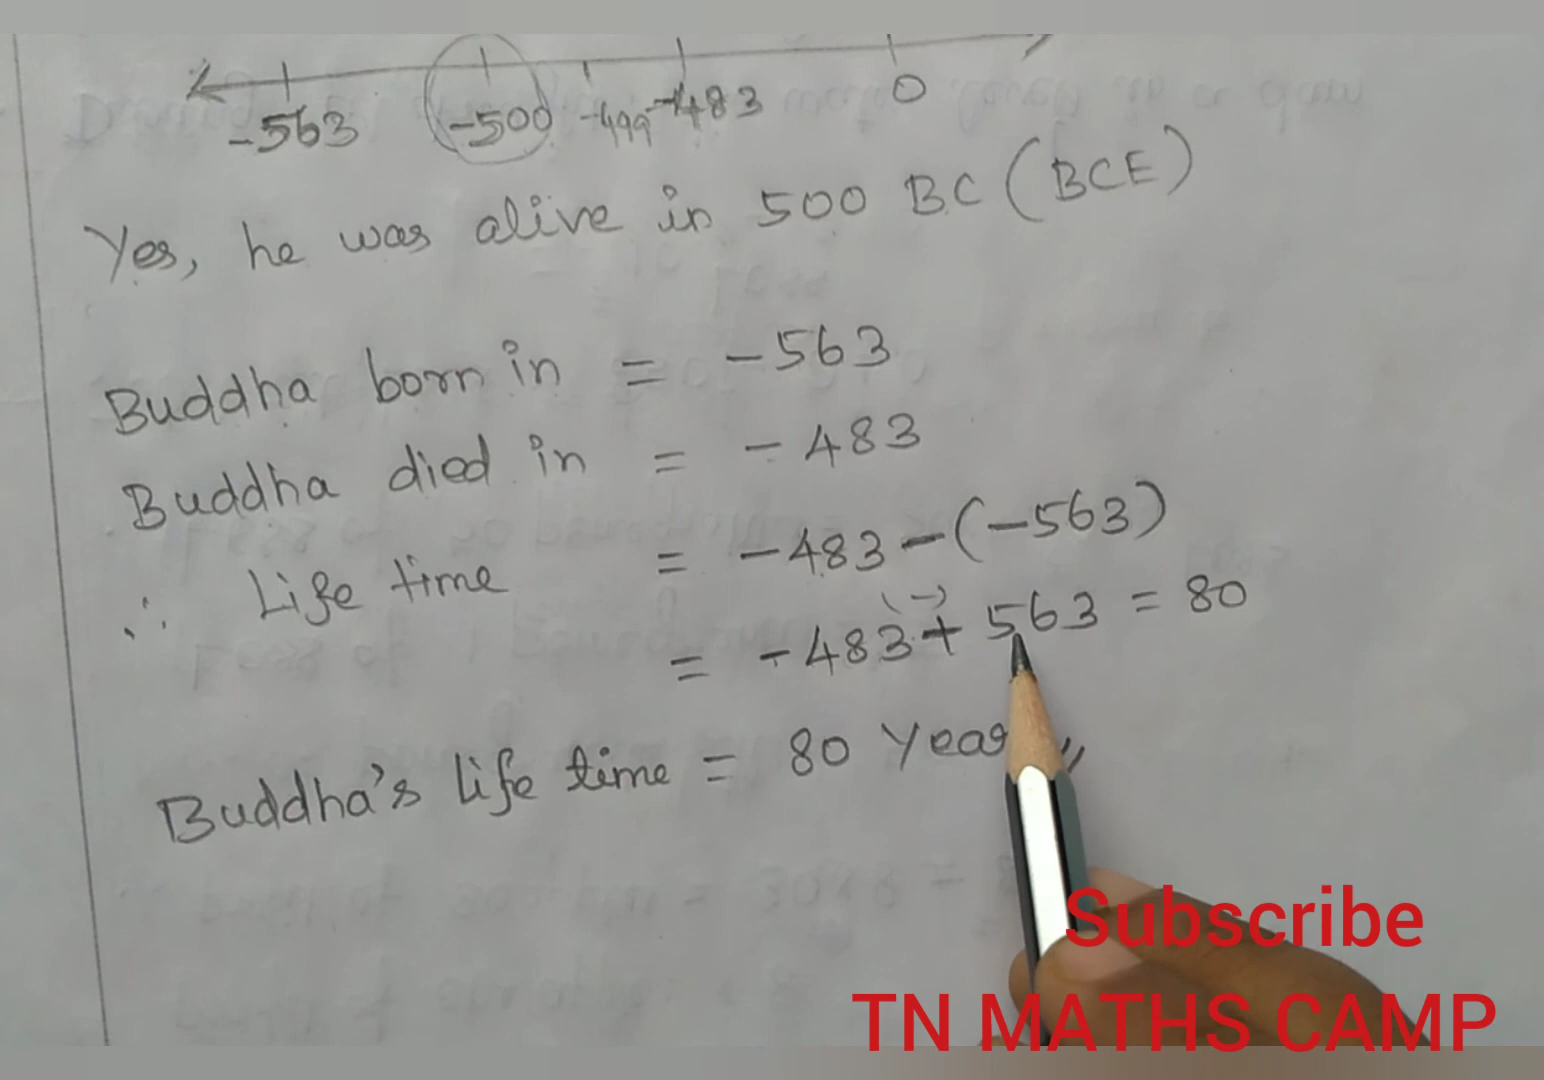 -563 -500 -499 -483 0
Yes, he was alive in 500 BC (BCE)
Buddha born in = -563
Buddha died in = -483
∴ Life time = -483 - (-563)
(-)
= -483 + 563 = 80
Buddha's life time = 80 Year
Subscribe
TN MATHS CAMP